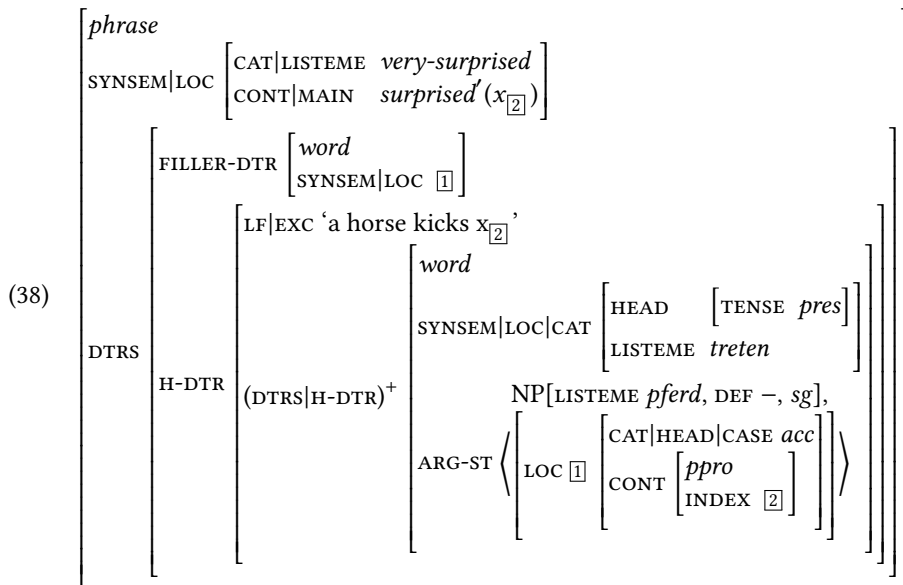 phrase
SYNSEM|LOC [CAT|LISTEME very-surprised
CONT|MAIN surprised′(x[2])]
FILLER-DTR [word
SYNSEM|LOC [1]]
LF|EXC ‘a horse kicks x[2]’
word
(38)
SYNSEM|LOC|CAT [HEAD [TENSE pres]
LISTEME treten]
DTRS
H-DTR
(DTRS|H-DTR)⁺
NP[LISTEME pferd, DEF −, sg],
ARG-ST ⟨[LOC [1] [CAT|HEAD|CASE acc
CONT [ppro
INDEX [2]]]]⟩